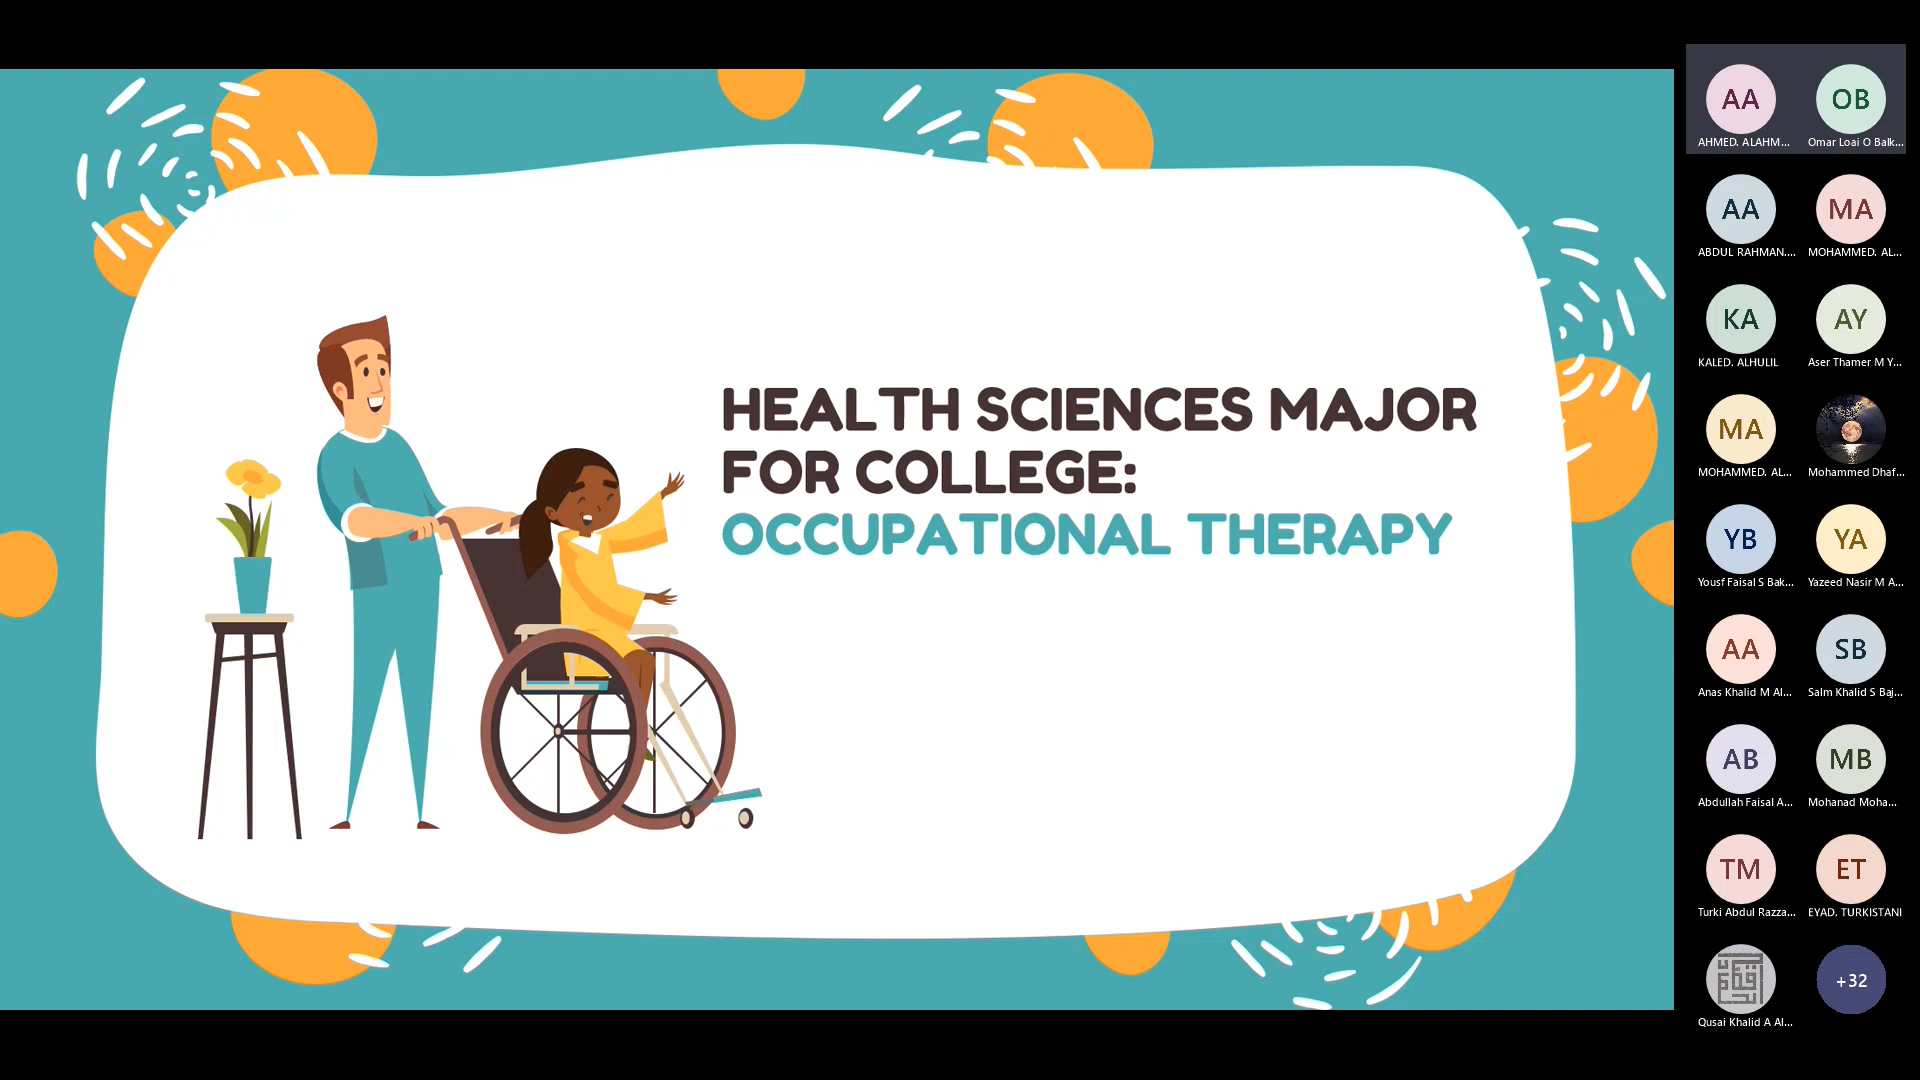 HEALTH SCIENCES MAJOR
FOR COLLEGE:
OCCUPATIONAL THERAPY
AA
AHMED. ALAHM...
OB
Omar Loai O Balk...
AA
ABDUL RAHMAN....
MA
MOHAMMED. AL...
KA
KALED. ALHULIL
AY
Aser Thamer M Y...
MA
MOHAMMED. AL...
Mohammed Dhaf...
YB
Yousf Faisal S Bak...
YA
Yazeed Nasir M A...
AA
Anas Khalid M Al...
SB
Salm Khalid S Baj...
AB
Abdullah Faisal A...
MB
Mohanad Moha...
TM
Turki Abdul Razza...
ET
EYAD. TURKISTANI
Qusai Khalid A Al...
+32